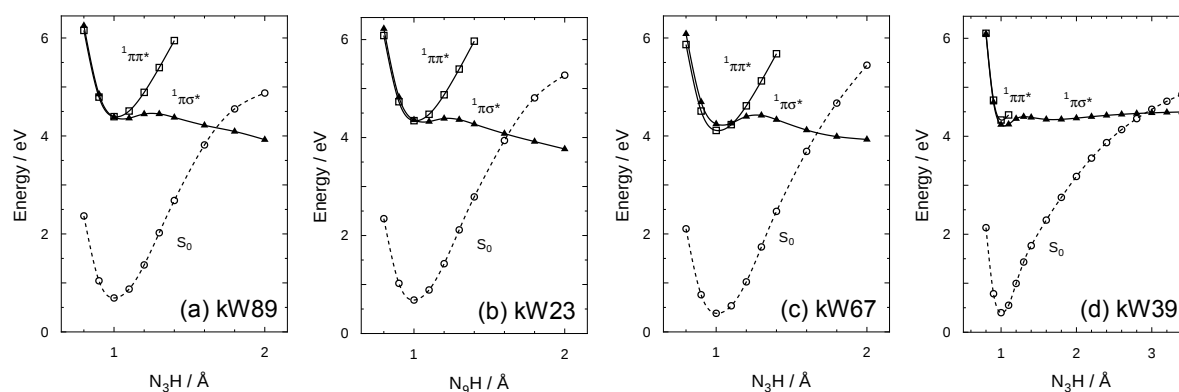 6
4
2
0
Energy / eV
¹ππ*
¹πσ*
S₀
(a) kW89
1
2
N₃H / Å
6
4
2
0
Energy / eV
¹ππ*
¹πσ*
S₀
(b) kW23
1
2
N₉H / Å
6
4
2
0
Energy / eV
¹ππ*
¹πσ*
S₀
(c) kW67
1
2
N₃H / Å
6
4
2
0
Energy / eV
¹ππ*
¹πσ*
S₀
(d) kW39
1
2
3
N₃H / Å